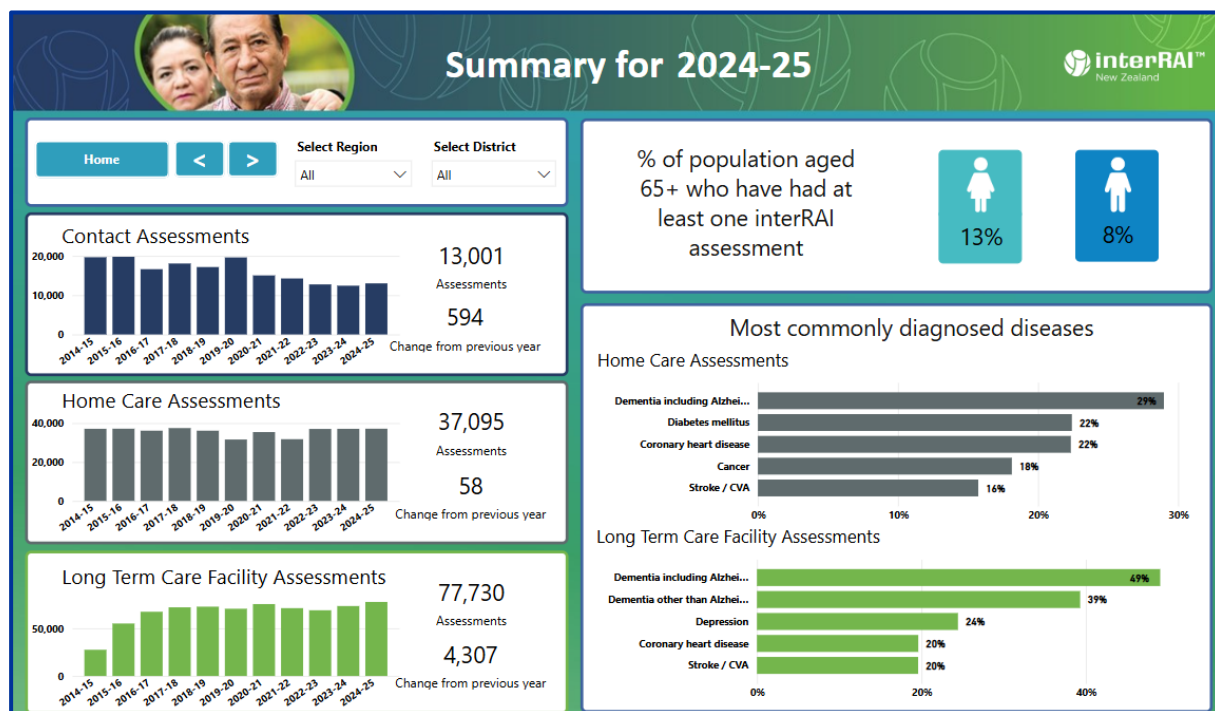 Summary for 2024-25
interRAI™
New Zealand
Home
<
>
Select Region
All
Select District
All
% of population aged
65+ who have had at
least one interRAI
assessment
13%
8%
Contact Assessments
20,000
10,000
0
2014-15
2015-16
2016-17
2017-18
2018-19
2019-20
2020-21
2021-22
2022-23
2023-24
2024-25
13,001
Assessments
594
Change from previous year
Home Care Assessments
40,000
20,000
0
2014-15
2015-16
2016-17
2017-18
2018-19
2019-20
2020-21
2021-22
2022-23
2023-24
2024-25
37,095
Assessments
58
Change from previous year
Long Term Care Facility Assessments
50,000
0
2014-15
2015-16
2016-17
2017-18
2018-19
2019-20
2020-21
2021-22
2022-23
2023-24
2024-25
77,730
Assessments
4,307
Change from previous year
Most commonly diagnosed diseases
Home Care Assessments
Dementia including Alzhei... 29%
Diabetes mellitus 22%
Coronary heart disease 22%
Cancer 18%
Stroke / CVA 16%
0% 10% 20% 30%
Long Term Care Facility Assessments
Dementia including Alzhei... 49%
Dementia other than Alzhei... 39%
Depression 24%
Coronary heart disease 20%
Stroke / CVA 20%
0% 20% 40%